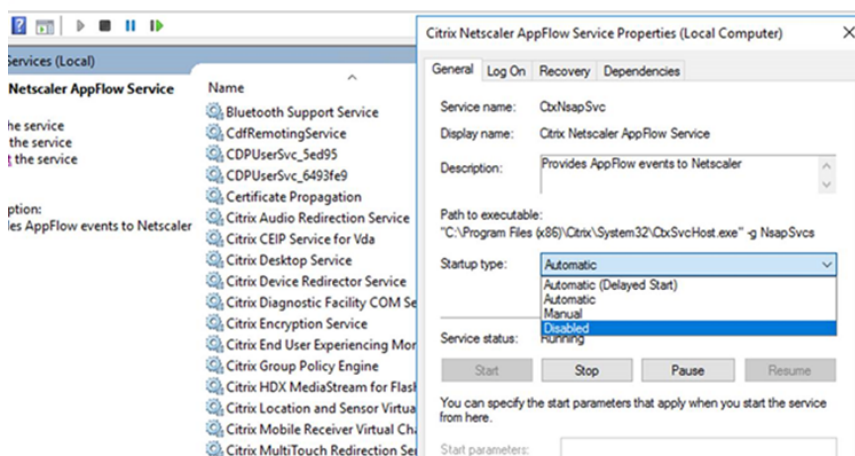 Services (Local)
Netscaler AppFlow Service
he service
the service
the service
ption:
les AppFlow events to Netscaler
Name
Bluetooth Support Service
CdfRemotingService
CDPUserSvc_5ed95
CDPUserSvc_6493fe9
Certificate Propagation
Citrix Audio Redirection Service
Citrix CEIP Service for Vda
Citrix Desktop Service
Citrix Device Redirector Service
Citrix Diagnostic Facility COM Se
Citrix Encryption Service
Citrix End User Experiencing Mor
Citrix Group Policy Engine
Citrix HDX MediaStream for Flash
Citrix Location and Sensor Virtua
Citrix Mobile Receiver Virtual Cha
Citrix MultiTouch Redirection Ser
Citrix Netscaler AppFlow Service Properties (Local Computer)
General Log On Recovery Dependencies
Service name: CtxNsapSvc
Display name: Citrix Netscaler AppFlow Service
Description: Provides AppFlow events to Netscaler
Path to executable:
"C:\Program Files (x86)\Citrix\System32\CtxSvcHost.exe" -g NsapSvcs
Startup type: Automatic
Automatic (Delayed Start)
Automatic
Manual
Disabled
Service status: Running
Start Stop Pause Resume
You can specify the start parameters that apply when you start the service
from here.
Start parameters: